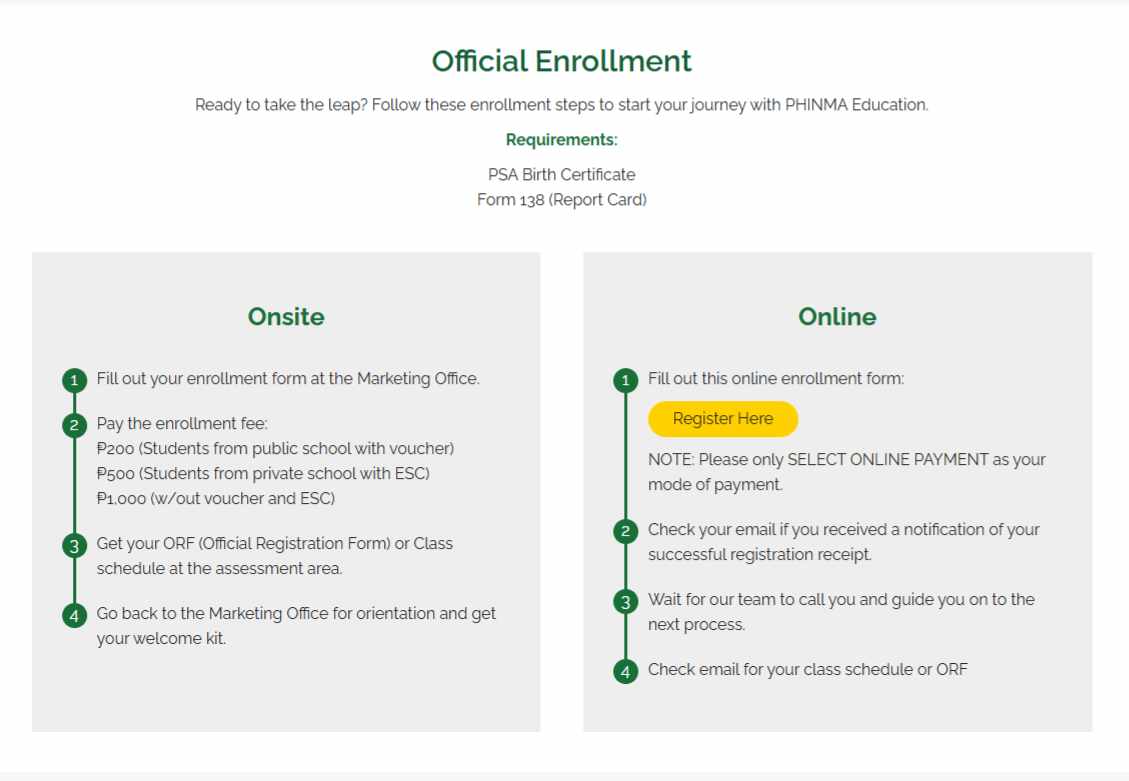 Official Enrollment
Ready to take the leap? Follow these enrollment steps to start your journey with PHINMA Education.
Requirements:
PSA Birth Certificate
Form 138 (Report Card)
Onsite
1 Fill out your enrollment form at the Marketing Office.
2 Pay the enrollment fee:
₱200 (Students from public school with voucher)
₱500 (Students from private school with ESC)
₱1,000 (w/out voucher and ESC)
3 Get your ORF (Official Registration Form) or Class
schedule at the assessment area.
4 Go back to the Marketing Office for orientation and get
your welcome kit.
Online
1 Fill out this online enrollment form:
Register Here
NOTE: Please only SELECT ONLINE PAYMENT as your
mode of payment.
2 Check your email if you received a notification of your
successful registration receipt.
3 Wait for our team to call you and guide you on to the
next process.
4 Check email for your class schedule or ORF